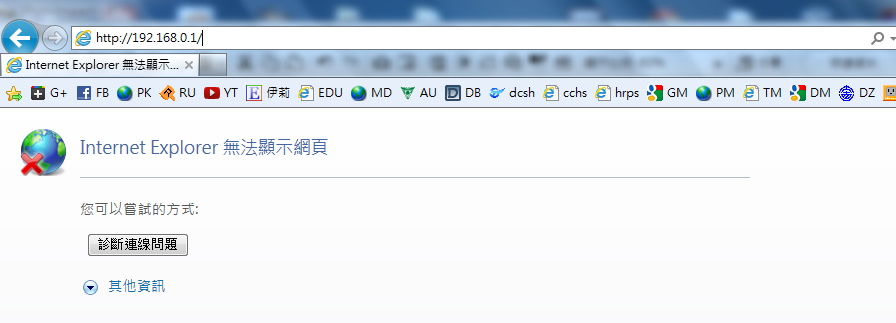 http://192.168.0.1/
Internet Explorer 無法顯示...
G+ FB PK RU YT 伊莉 EDU MD AU DB dcsh cchs hrps GM PM TM DM DZ
Internet Explorer 無法顯示網頁
您可以嘗試的方式:
診斷連線問題
其他資訊